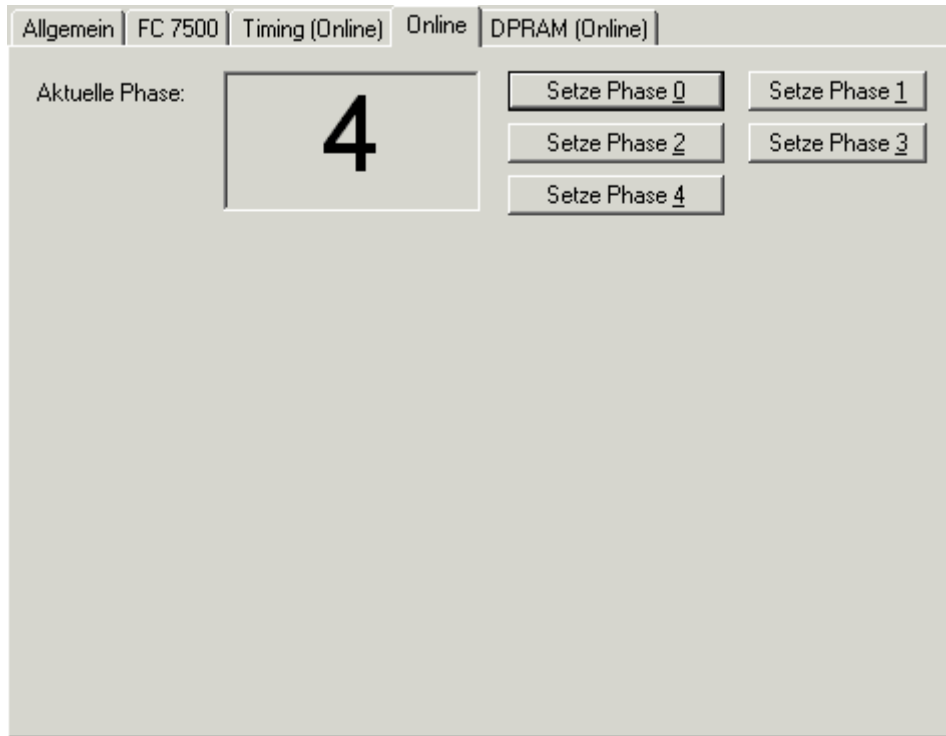 Allgemein FC 7500 Timing (Online) Online DPRAM (Online)
Aktuelle Phase: 4 Setze Phase 0 Setze Phase 1
Setze Phase 2 Setze Phase 3
Setze Phase 4